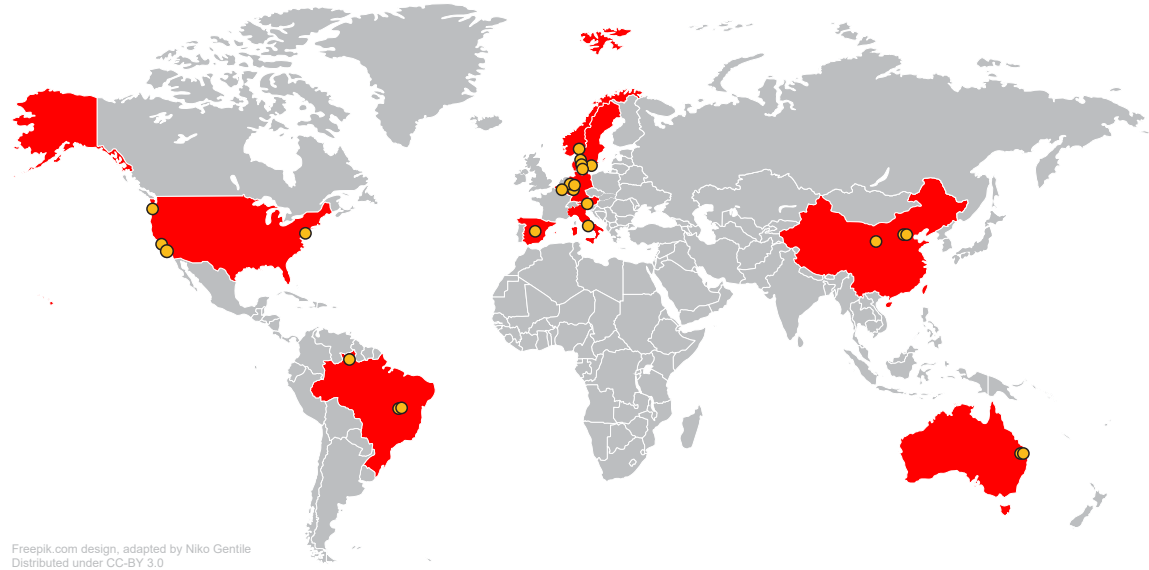 Freepik.com design, adapted by Niko Gentile
Distributed under CC-BY 3.0